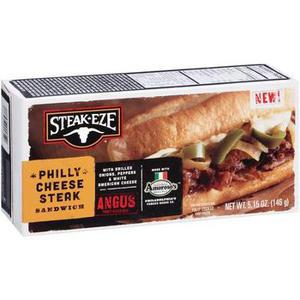 STEAK-EZE
NEW!
PHILLY
CHEESE
STEAK
SANDWICH
WITH GRILLED
ONIONS, PEPPERS
& WHITE
AMERICAN CHEESE
ANGUS
MADE WITH
Amoroso's
PHILADELPHIA'S
NET WT. 5.15 OZ. (146 g)